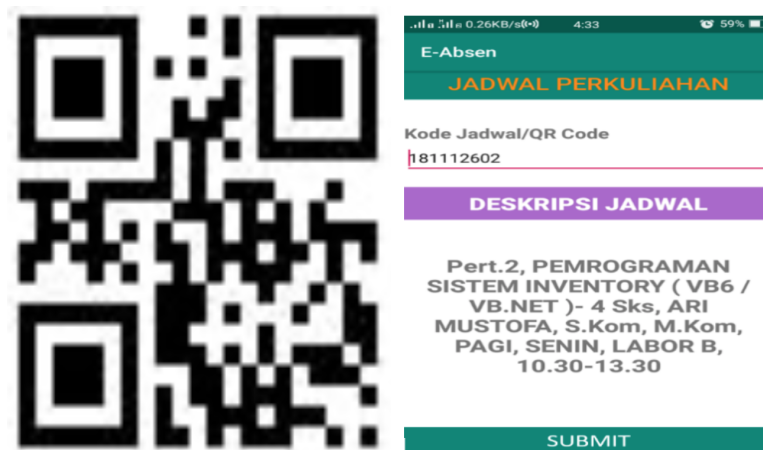 0.26KB/s 4:33 59%
E-Absen
JADWAL PERKULIAHAN
Kode Jadwal/QR Code
181112602
DESKRIPSI JADWAL
Pert.2, PEMROGRAMAN
SISTEM INVENTORY ( VB6 /
VB.NET )- 4 Sks, ARI
MUSTOFA, S.Kom, M.Kom,
PAGI, SENIN, LABOR B,
10.30-13.30
SUBMIT